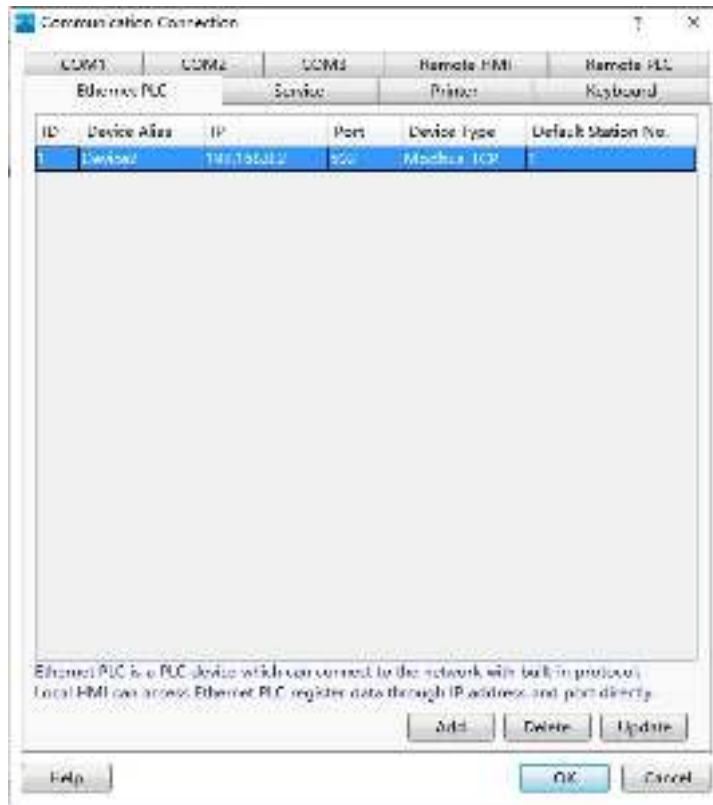 Communication Connection ? ×
COM1 COM2 COM3 Remote HMI Remote PLC
Ethernet PLC Service Printer Keyboard
ID Device Alias IP Port Device Type Default Station No.
1 Modbus TCP 1
Ethernet PLC is a PLC device which can connect to the network with built in protocol
Local HMI can access Ethernet PLC register data through IP address and port directly.
Add Delete Update
Help OK Cancel